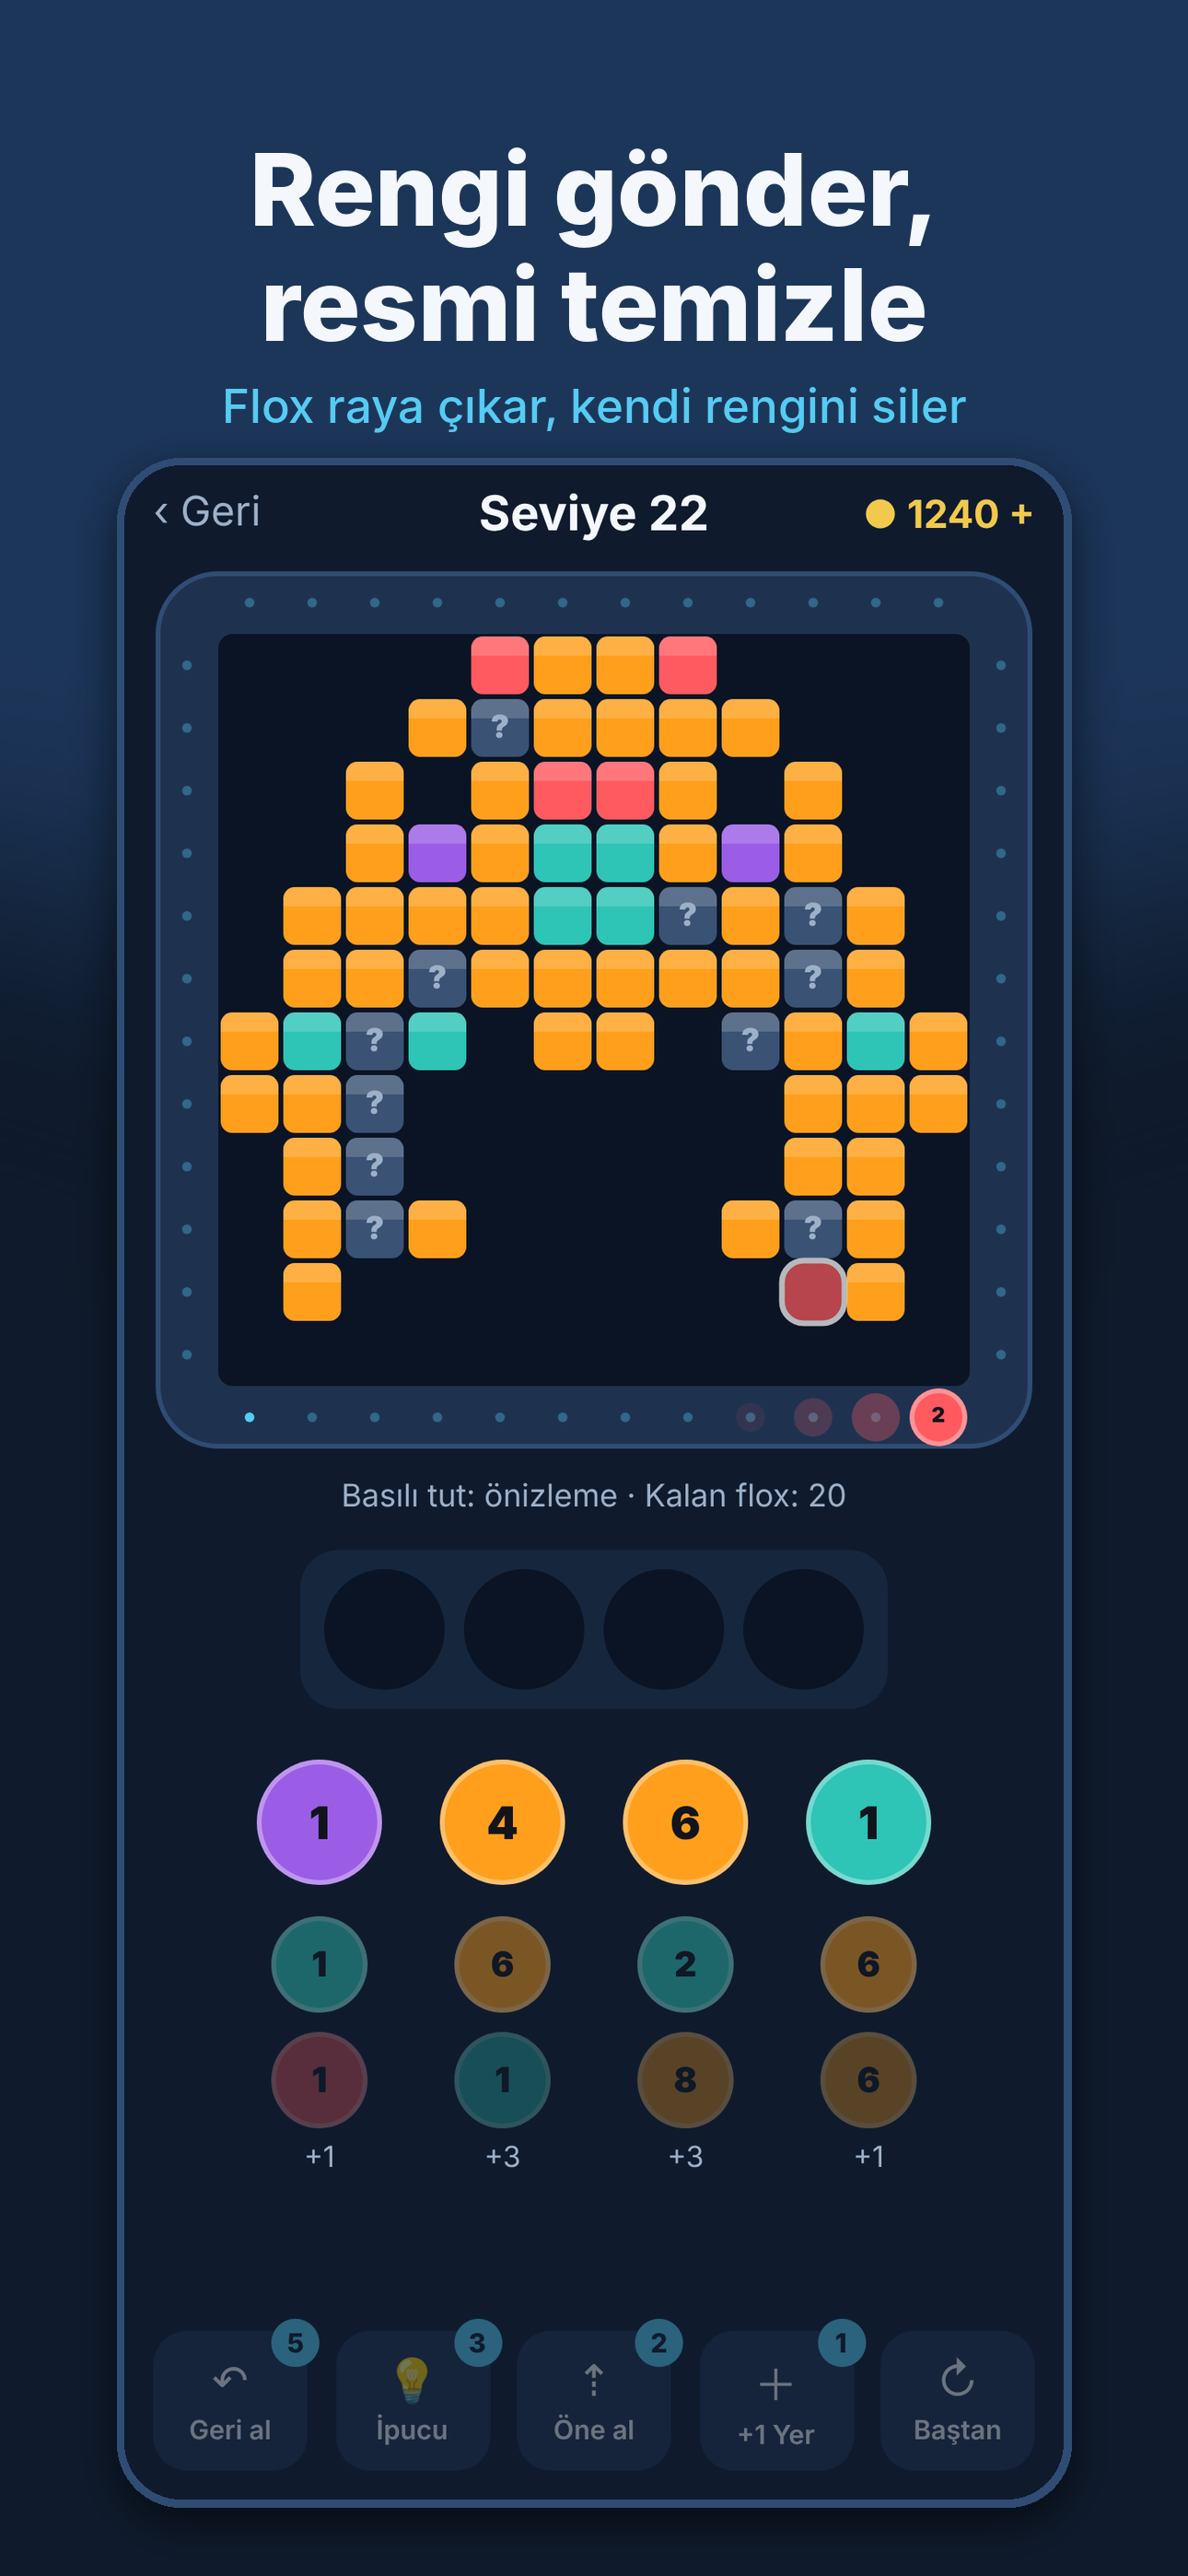 Rengi gönder,
resmi temizle
Flox raya çıkar, kendi rengini siler
‹ Geri Seviye 22 1240 +
?
? ?
? ?
? ?
?
?
? ?
2
Basılı tut: önizleme · Kalan flox: 20
1 4 6 1
1 6 2 6
1 1 8 6
+1 +3 +3 +1
5 3 2 1
Geri al İpucu Öne al +1 Yer Baştan